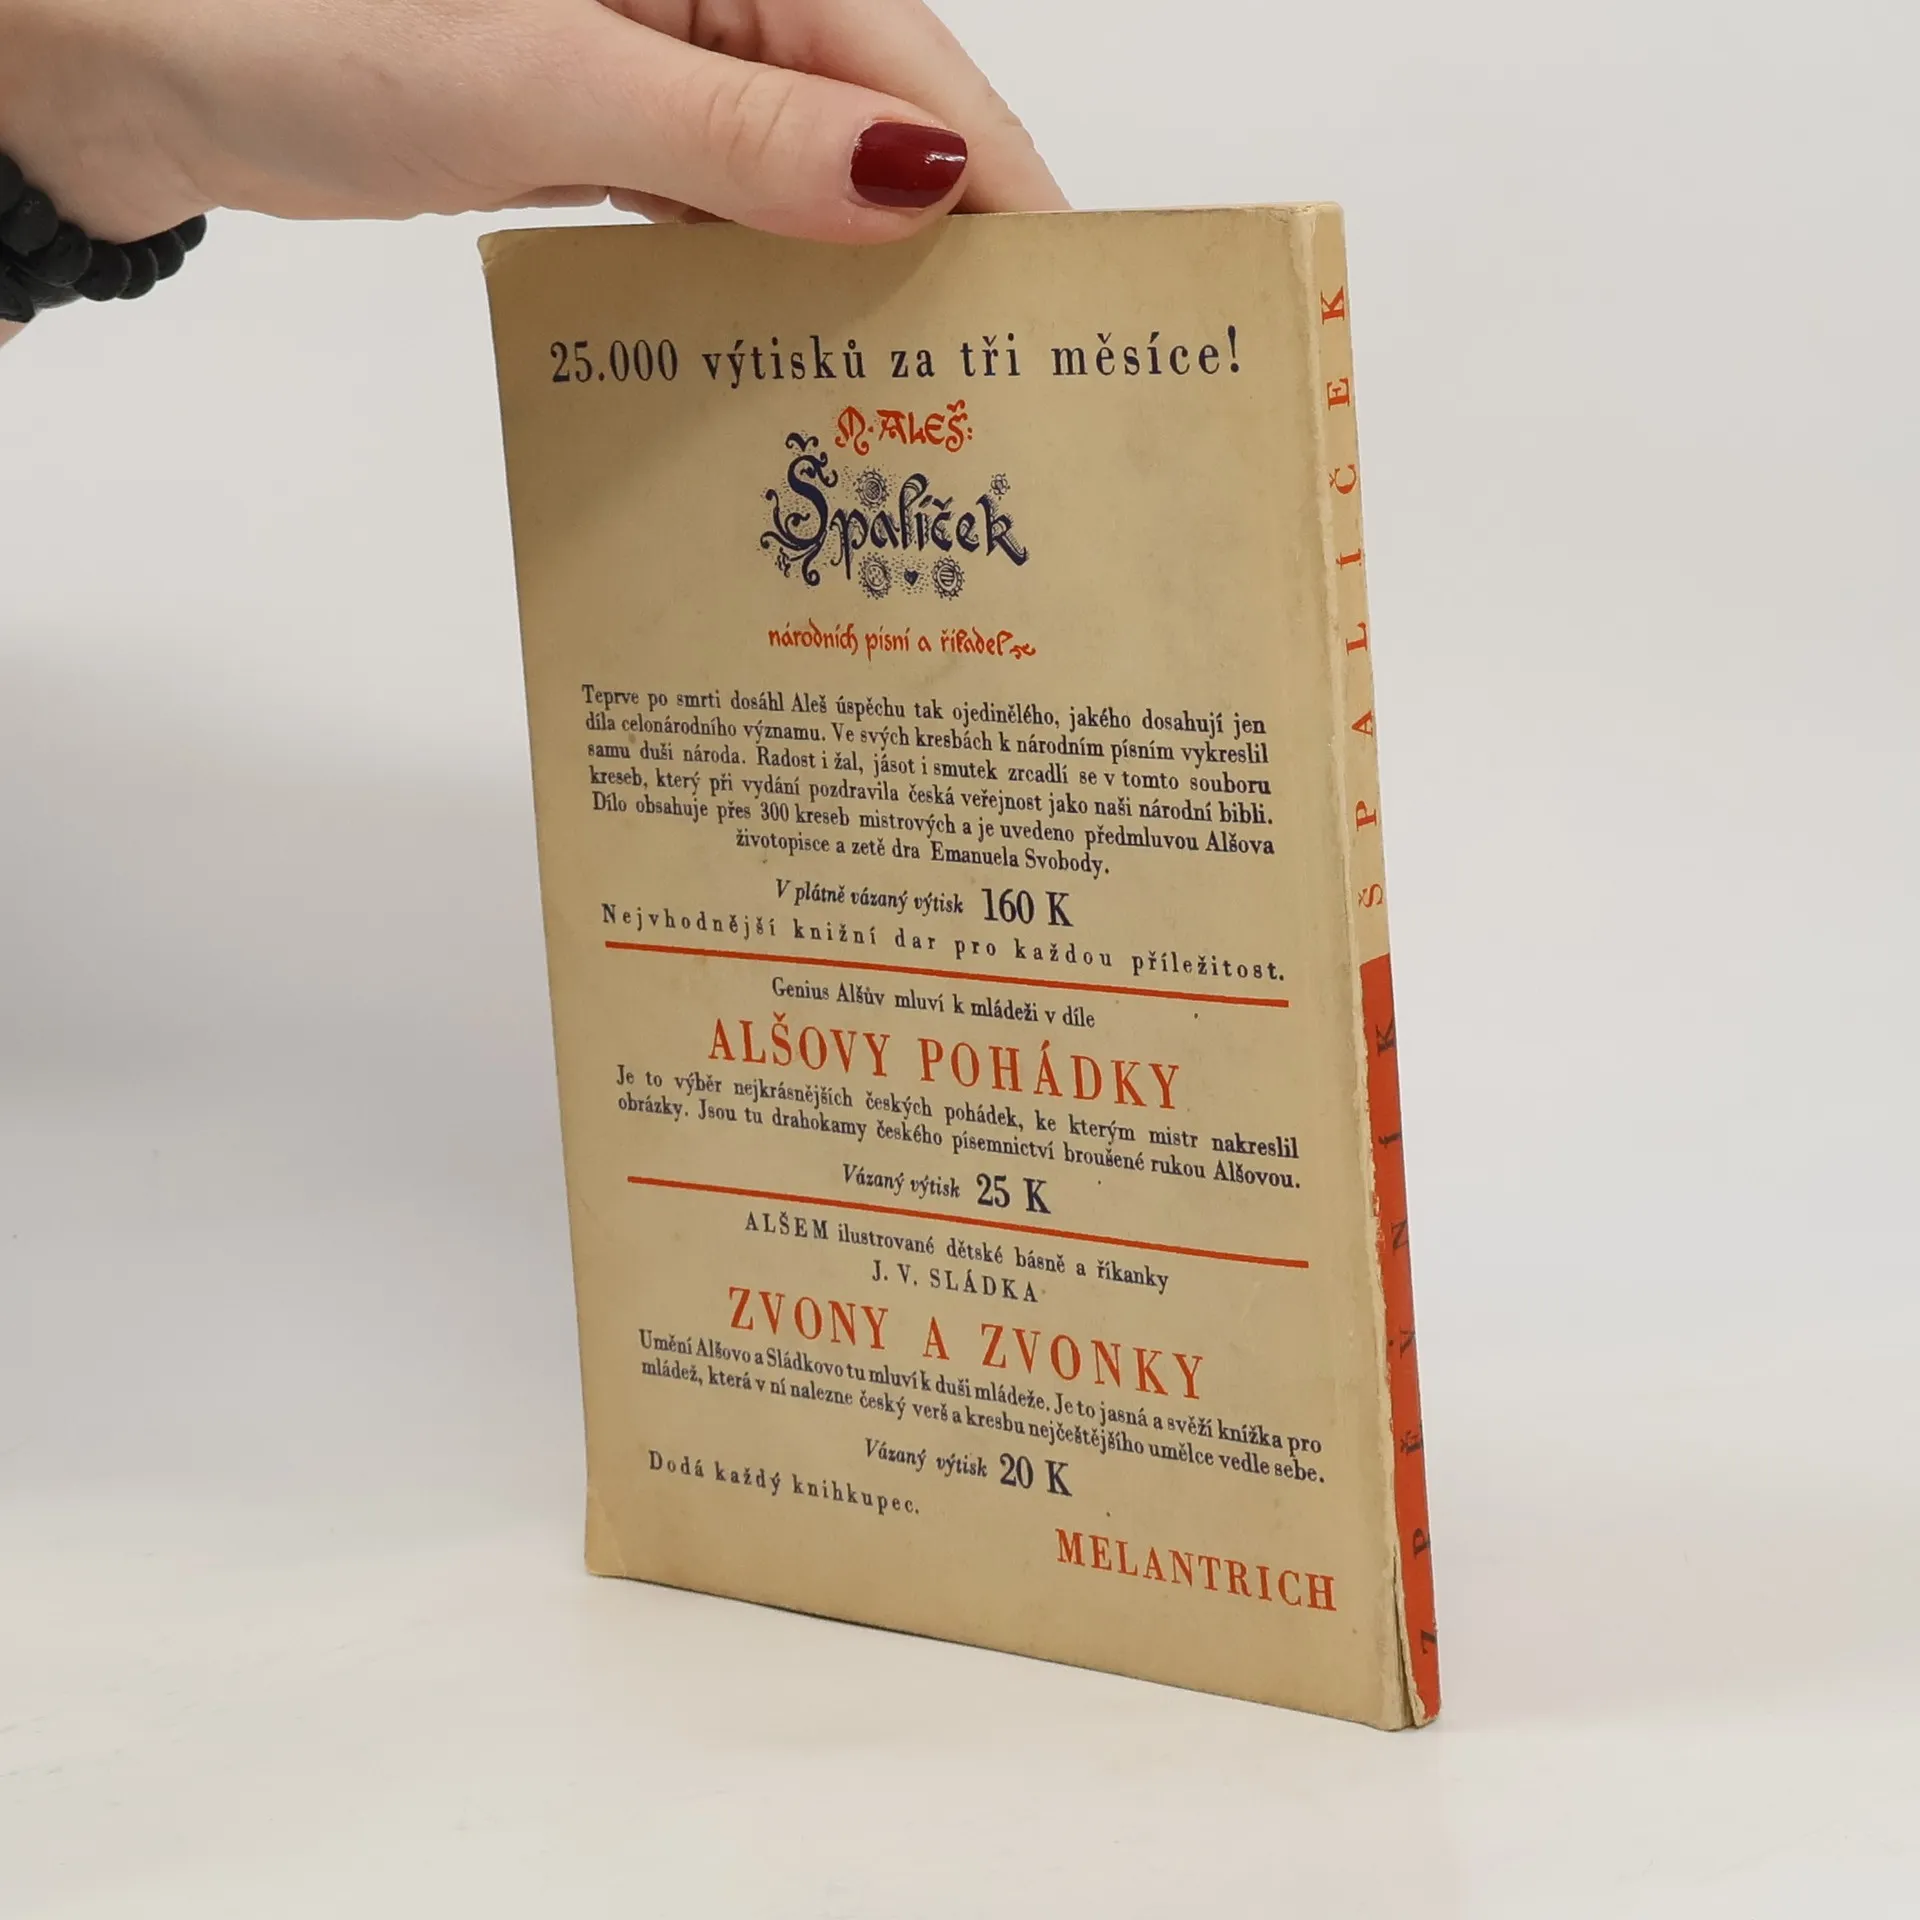 25.000 výtisků za tři měsíce!
M. ALEŠ:
Špalíček
národních písní a říkadel
Teprve po smrti dosáhl Aleš úspěchu tak ojedinělého, jakého dosahují jen
díla celonárodního významu. Ve svých kresbách k národním písním vykreslil
samu duši národa. Radost i žal, jásot i smutek zrcadlí se v tomto souboru
kreseb, který při vydání pozdravila česká veřejnost jako naši národní bibli.
Dílo obsahuje přes 300 kreseb mistrových a je uvedeno předmluvou Alšova
životopisce a zetě dra Emanuela Svobody.
V plátně vázaný výtisk 160 K
Nejvhodnější knižní dar pro každou příležitost.
Genius Alšův mluví k mládeži v díle
ALŠOVY POHÁDKY
Je to výběr nejkrásnějších českých pohádek, ke kterým mistr nakreslil
obrázky. Jsou tu drahokamy českého písemnictví broušené rukou Alšovou.
Vázaný výtisk 25 K
ALŠEM ilustrované dětské básně a říkanky
J. V. SLÁDKA
ZVONY A ZVONKY
Umění Alšovo a Sládkovo tu mluví k duši mládeže. Je to jasná a svěží knížka pro
mládež, která v ní nalezne český verš a kresbu nejčeštějšího umělce vedle sebe.
Vázaný výtisk 20 K
Dodá každý knihkupec.
MELANTRICH
ZPĚVNÍK ŠPALÍČEK